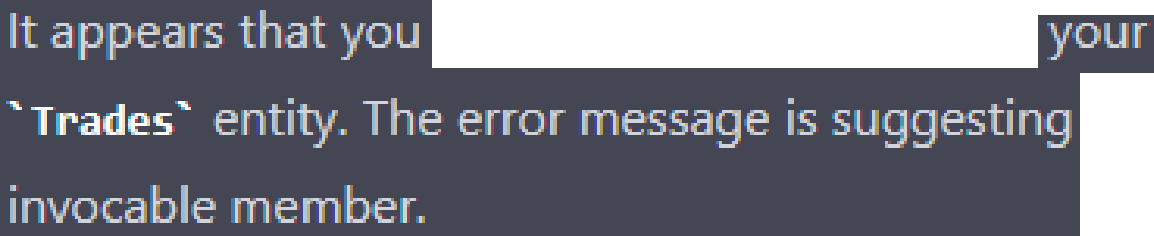 It appears that you your
`Trades` entity. The error message is suggesting
invocable member.